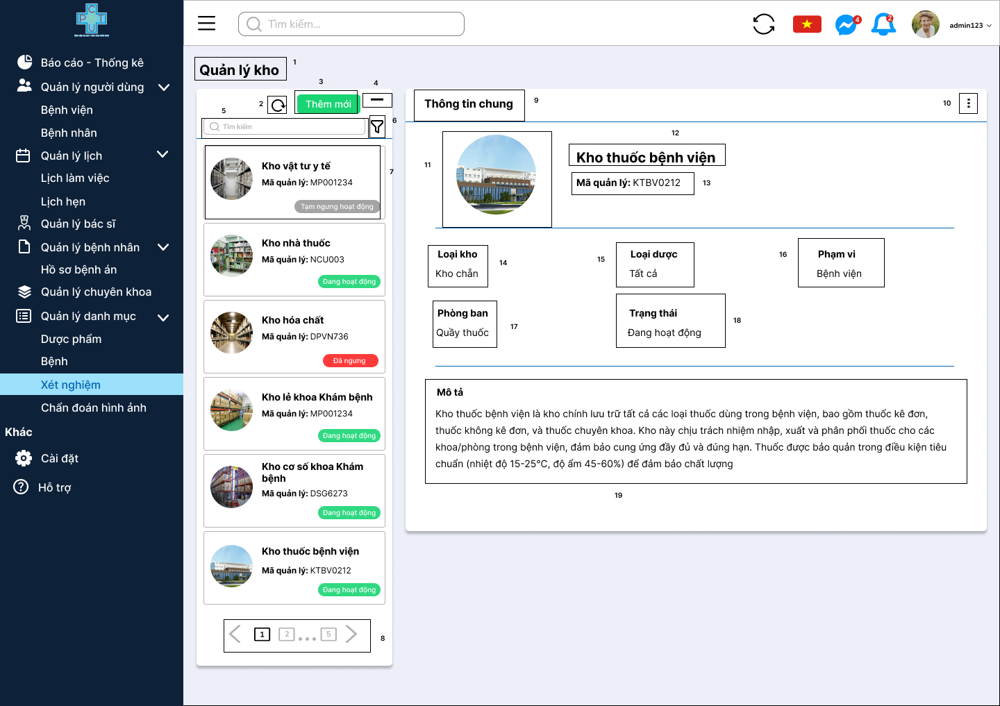 PCTU
Báo cáo - Thống kê
Quản lý người dùng
Bệnh viện
Bệnh nhân
Quản lý lịch
Lịch làm việc
Lịch hẹn
Quản lý bác sĩ
Quản lý bệnh nhân
Hồ sơ bệnh án
Quản lý chuyên khoa
Quản lý danh mục
Dược phẩm
Bệnh
Xét nghiệm
Chẩn đoán hình ảnh
Khác
Cài đặt
Hỗ trợ
Tìm kiếm...
4
2
admin123
Quản lý kho
1
2
3
Thêm mới
4
5
Tìm kiếm
6
Kho vật tư y tế
Mã quản lý: MP001234
Tạm ngưng hoạt động
7
Kho nhà thuốc
Mã quản lý: NCU003
Đang hoạt động
Kho hóa chất
Mã quản lý: DPVN736
Đã ngưng
Kho lẻ khoa Khám bệnh
Mã quản lý: MP001234
Đang hoạt động
Kho cơ số khoa Khám
bệnh
Mã quản lý: DSG6273
Đang hoạt động
Kho thuốc bệnh viện
Mã quản lý: KTBV0212
Đang hoạt động
1 2 ... 5
8
Thông tin chung
9
10
11
12
Kho thuốc bệnh viện
Mã quản lý: KTBV0212
13
Loại kho
Kho chẵn
14
15
Loại dược
Tất cả
16
Phạm vi
Bệnh viện
Phòng ban
Quầy thuốc
17
Trạng thái
Đang hoạt động
18
Mô tả
Kho thuốc bệnh viện là kho chính lưu trữ tất cả các loại thuốc dùng trong bệnh viện, bao gồm thuốc kê đơn,
thuốc không kê đơn, và thuốc chuyên khoa. Kho này chịu trách nhiệm nhập, xuất và phân phối thuốc cho các
khoa/phòng trong bệnh viện, đảm bảo cung ứng đầy đủ và đúng hạn. Thuốc được bảo quản trong điều kiện tiêu
chuẩn (nhiệt độ 15-25°C, độ ẩm 45-60%) để đảm bảo chất lượng
19